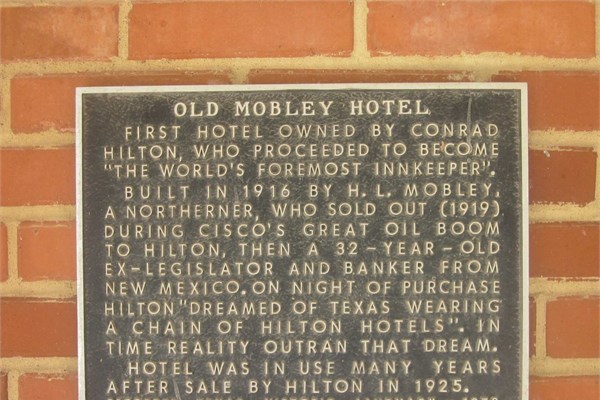 OLD MOBLEY HOTEL
FIRST HOTEL OWNED BY CONRAD
HILTON, WHO PROCEEDED TO BECOME
"THE WORLD'S FOREMOST INNKEEPER".
BUILT IN 1916 BY H. L. MOBLEY,
A NORTHERNER, WHO SOLD OUT (1919)
DURING CISCO'S GREAT OIL BOOM
TO HILTON, THEN A 32-YEAR-OLD
EX-LEGISLATOR AND BANKER FROM
NEW MEXICO. ON NIGHT OF PURCHASE
HILTON "DREAMED OF TEXAS WEARING
A CHAIN OF HILTON HOTELS". IN
TIME REALITY OUTRAN THAT DREAM.
HOTEL WAS IN USE MANY YEARS
AFTER SALE BY HILTON IN 1925.